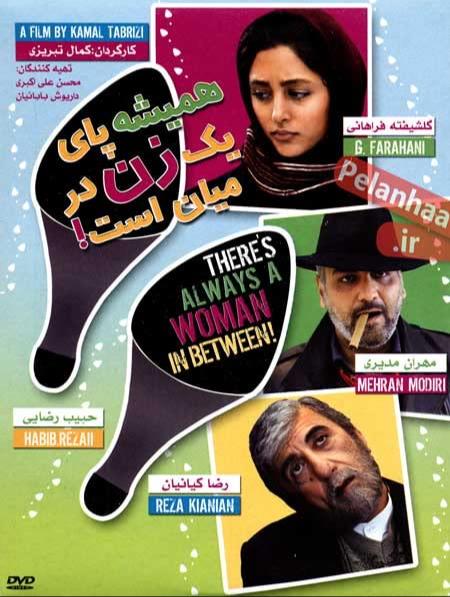 A FILM BY KAMAL TABRIZI
کارگردان: کمال تبریزی
تهیه کنندگان:
محسن علی اکبری
داریوش بابائیان
همیشه پای
یک زن در
میان است!
گلشیفته فراهانی
G. FARAHANI
Pelanhaa
.ir
THERE'S
ALWAYS A
WOMAN
IN BETWEEN!
مهران مدیری
MEHRAN MODIRI
حبیب رضایی
HABIB.REZAII
رضا کیانیان
REZA KIANIAN
DVD